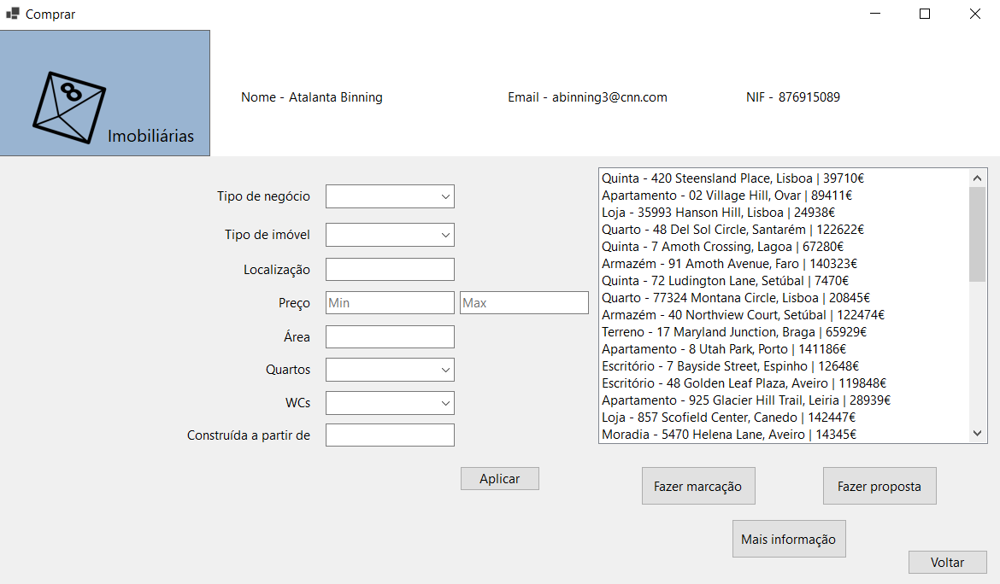 Comprar
8
Imobiliárias
Nome - Atalanta Binning
Email - abinning3@cnn.com
NIF - 876915089
Tipo de negócio
Tipo de imóvel
Localização
Preço
Min
Max
Área
Quartos
WCs
Construída a partir de
Aplicar
Quinta - 420 Steensland Place, Lisboa | 39710€
Apartamento - 02 Village Hill, Ovar | 89411€
Loja - 35993 Hanson Hill, Lisboa | 24938€
Quarto - 48 Del Sol Circle, Santarém | 122622€
Quinta - 7 Amoth Crossing, Lagoa | 67280€
Armazém - 91 Amoth Avenue, Faro | 140323€
Quinta - 72 Ludington Lane, Setúbal | 7470€
Quarto - 77324 Montana Circle, Lisboa | 20845€
Armazém - 40 Northview Court, Setúbal | 122474€
Terreno - 17 Maryland Junction, Braga | 65929€
Apartamento - 8 Utah Park, Porto | 141186€
Escritório - 7 Bayside Street, Espinho | 12648€
Escritório - 48 Golden Leaf Plaza, Aveiro | 119848€
Apartamento - 925 Glacier Hill Trail, Leiria | 28939€
Loja - 857 Scofield Center, Canedo | 142447€
Moradia - 5470 Helena Lane, Aveiro | 14345€
Fazer marcação
Fazer proposta
Mais informação
Voltar